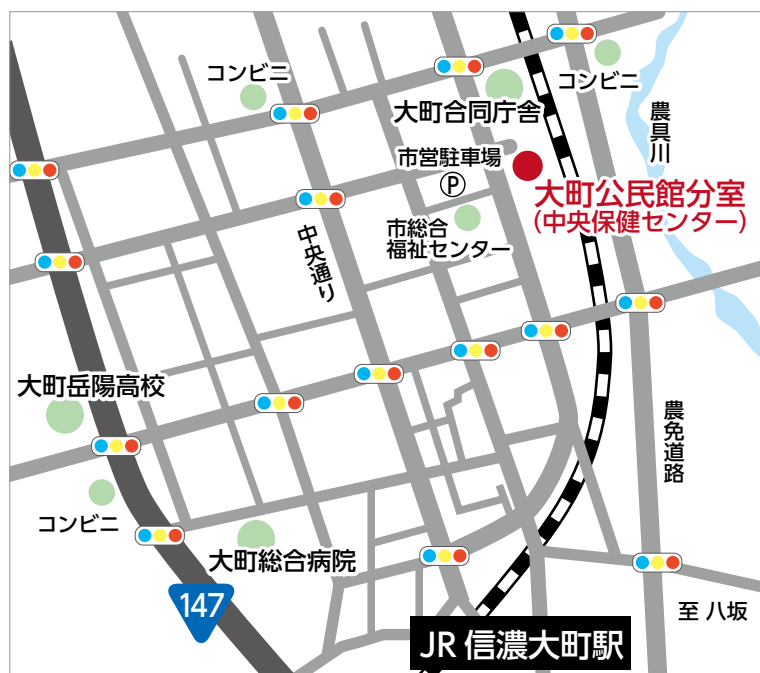 コンビニ
コンビニ
大町合同庁舎
農具川
市営駐車場
P
大町公民館分室
(中央保健センター)
市総合
福祉センター
中央通り
大町岳陽高校
農免道路
コンビニ
大町総合病院
147
至 八坂
JR 信濃大町駅